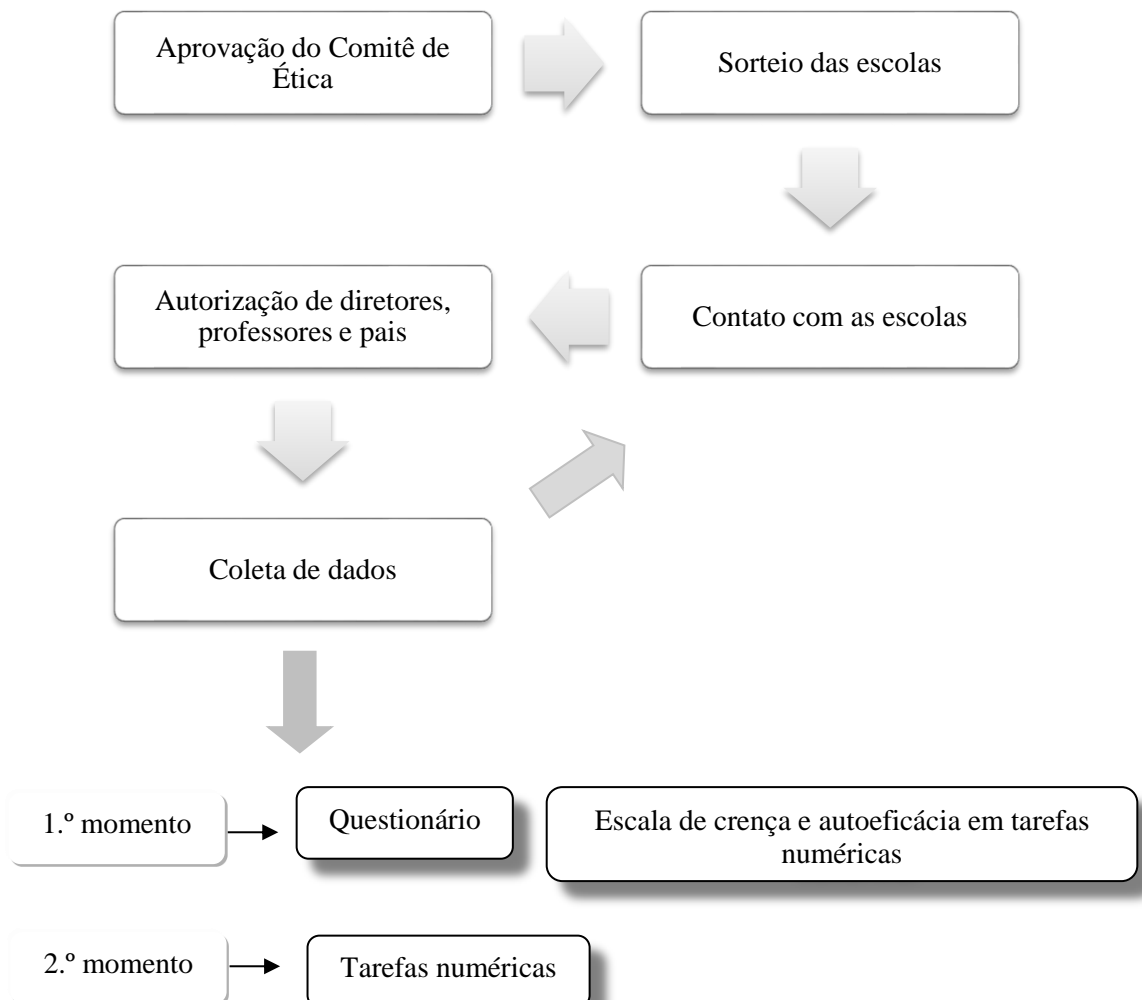 Aprovação do Comitê de
Ética
Sorteio das escolas
Autorização de diretores,
professores e pais
Contato com as escolas
Coleta de dados
1.º momento
Questionário
Escala de crença e autoeficácia em tarefas
numéricas
2.º momento
Tarefas numéricas